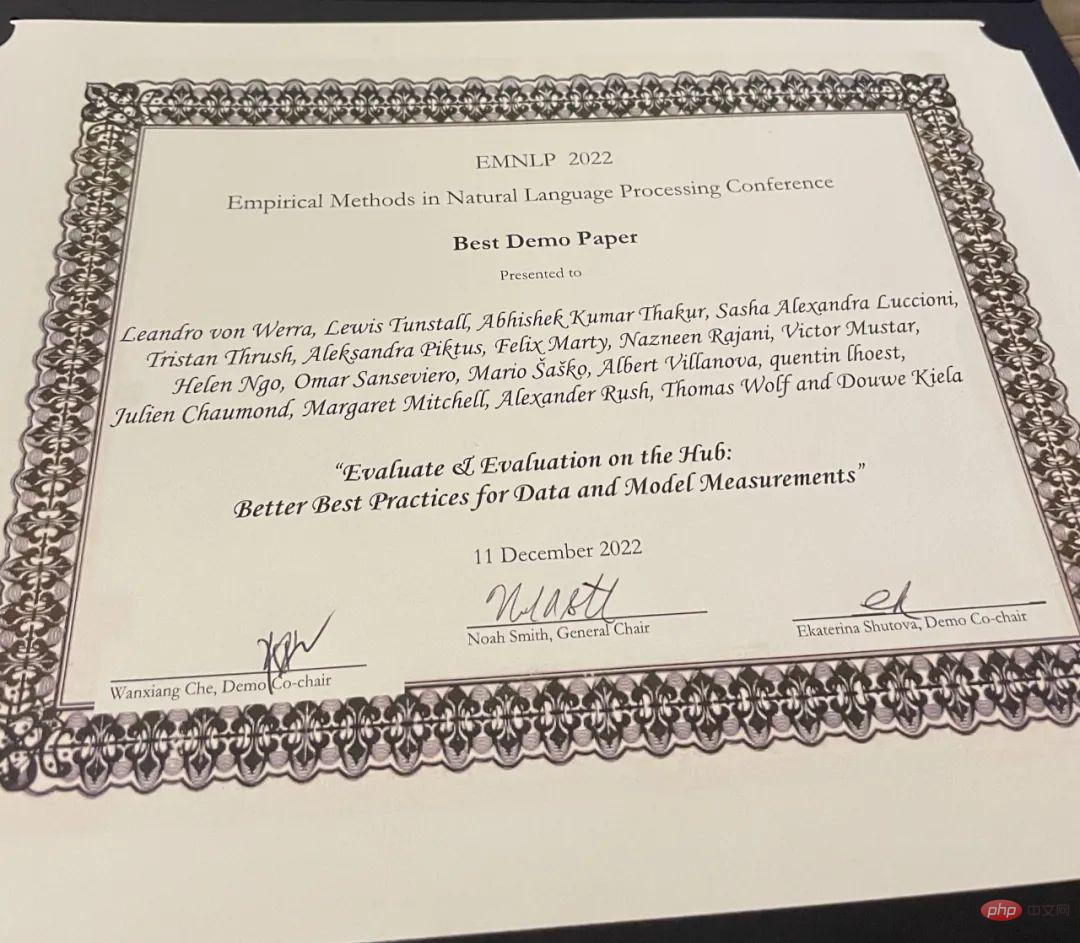 EMNLP 2022
Empirical Methods in Natural Language Processing Conference
Best Demo Paper
Presented to
Leandro von Werra, Lewis Tunstall, Abhishek Kumar Thakur, Sasha Alexandra Luccioni,
Tristan Thrush, Aleksandra Piktus, Felix Marty, Nazneen Rajani, Victor Mustar,
Helen Ngo, Omar Sanseviero, Mario Šaško, Albert Villanova, quentin lhoest,
Julien Chaumond, Margaret Mitchell, Alexander Rush, Thomas Wolf and Douwe Kiela
“Evaluate & Evaluation on the Hub:
Better Best Practices for Data and Model Measurements”
11 December 2022
Noah Smith, General Chair
Ekaterina Shutova, Demo Co-chair
Wanxiang Che, Demo Co-chair
php 中文网